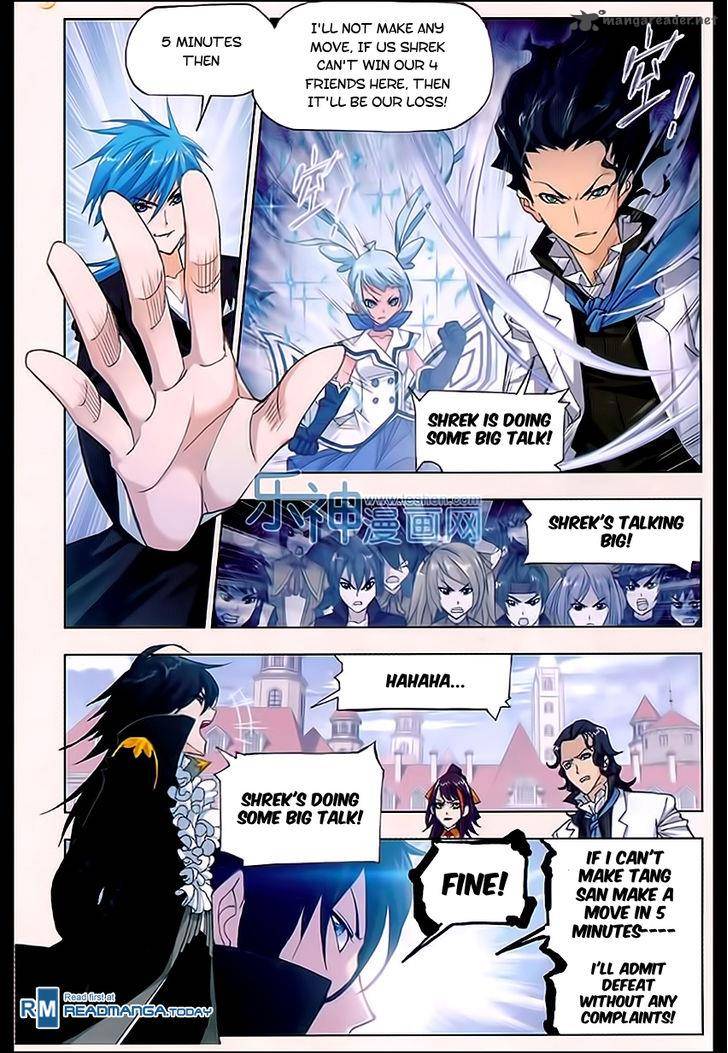 mangareader.net
5 MINUTES
THEN
I'LL NOT MAKE ANY
MOVE, IF US SHREK
CAN'T WIN OUR 4
FRIENDS HERE, THEN
IT'LL BE OUR LOSS!
空!
空!
SHREK IS DOING
SOME BIG TALK!
乐神漫画网
www.leshen.com
SHREK'S TALKING
BIG!
HAHAHA...
SHREK'S DOING
SOME BIG TALK!
FINE!
IF I CAN'T
MAKE TANG
SAN MAKE A
MOVE IN 5
MINUTES----
I'LL ADMIT
DEFEAT
WITHOUT ANY
COMPLAINTS!
RM
Read first at
READMANGA.TODAY